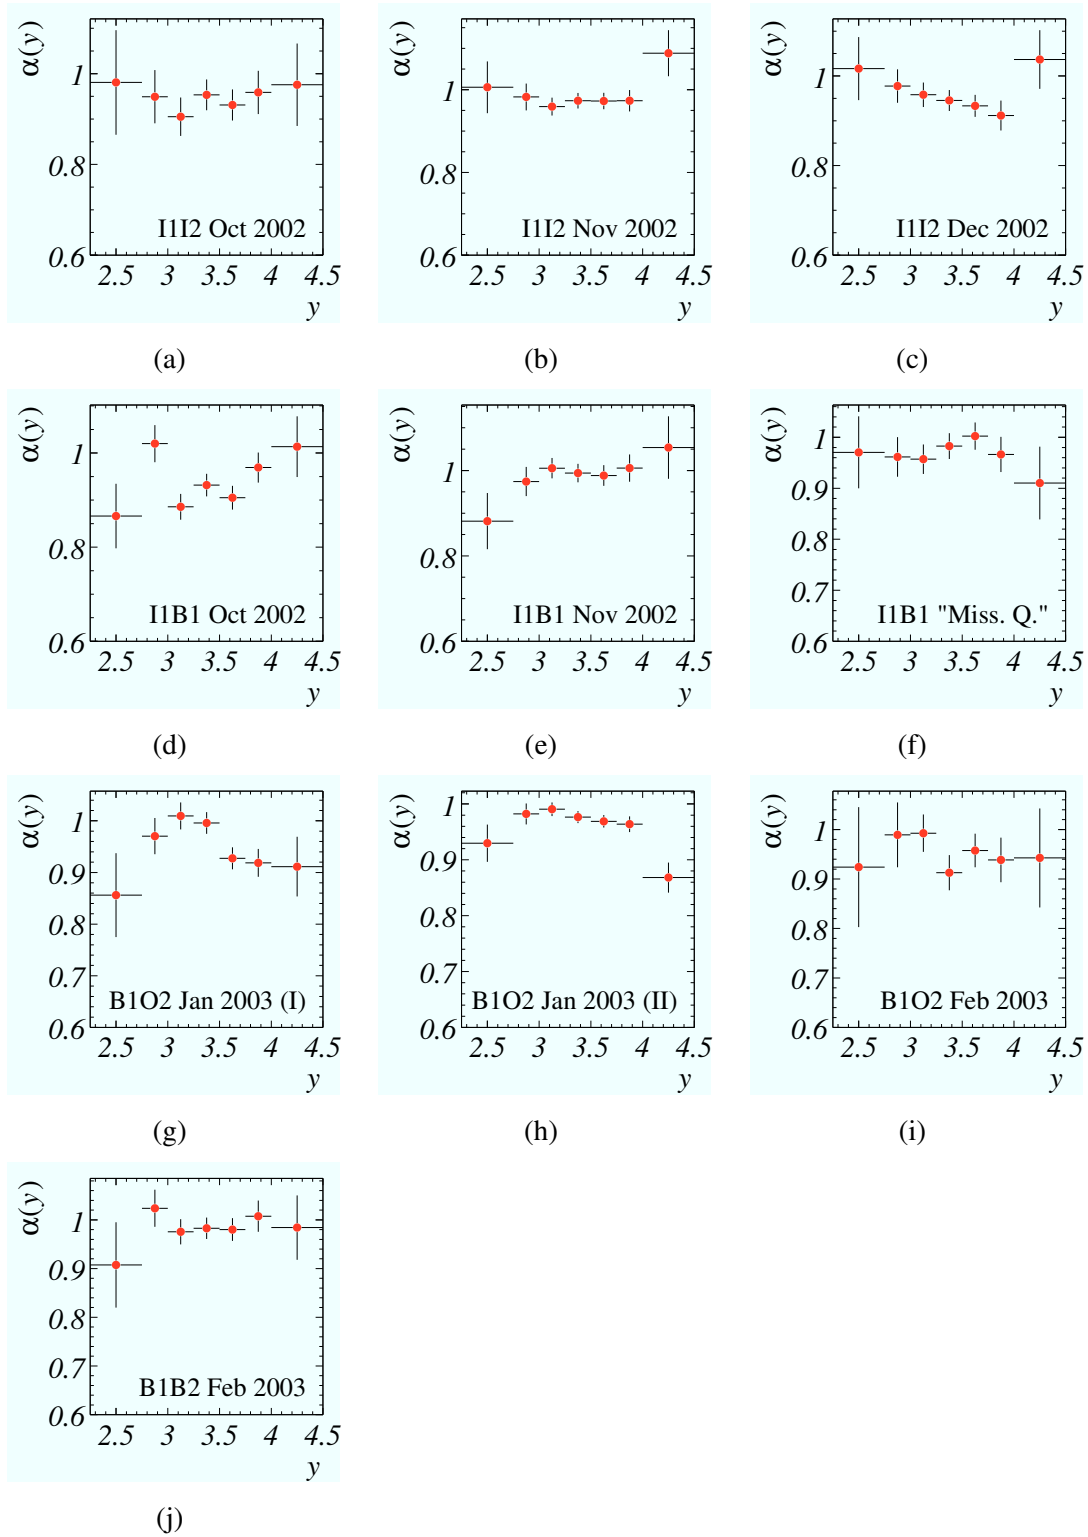 α(y) α(y) α(y)
1 1 1
0.8 0.8 0.8
I1I2 Oct 2002 I1I2 Nov 2002 I1I2 Dec 2002
0.6 0.6 0.6
2.5 3 3.5 4 4.5 2.5 3 3.5 4 4.5 2.5 3 3.5 4 4.5
y y y
(a) (b) (c)
α(y) α(y) α(y)
1 1 1
0.9
0.8 0.8 0.8
0.7
I1B1 Oct 2002 I1B1 Nov 2002 I1B1 "Miss. Q."
0.6 0.6 0.6
2.5 3 3.5 4 4.5 2.5 3 3.5 4 4.5 2.5 3 3.5 4 4.5
y y y
(d) (e) (f)
α(y) α(y) α(y)
1 1 1
0.9 0.9 0.9
0.8 0.8 0.8
0.7 0.7 0.7
B1O2 Jan 2003 (I) B1O2 Jan 2003 (II) B1O2 Feb 2003
0.6 0.6 0.6
2.5 3 3.5 4 4.5 2.5 3 3.5 4 4.5 2.5 3 3.5 4 4.5
y y y
(g) (h) (i)
α(y)
1
0.9
0.8
0.7
B1B2 Feb 2003
0.6
2.5 3 3.5 4 4.5
y
(j)